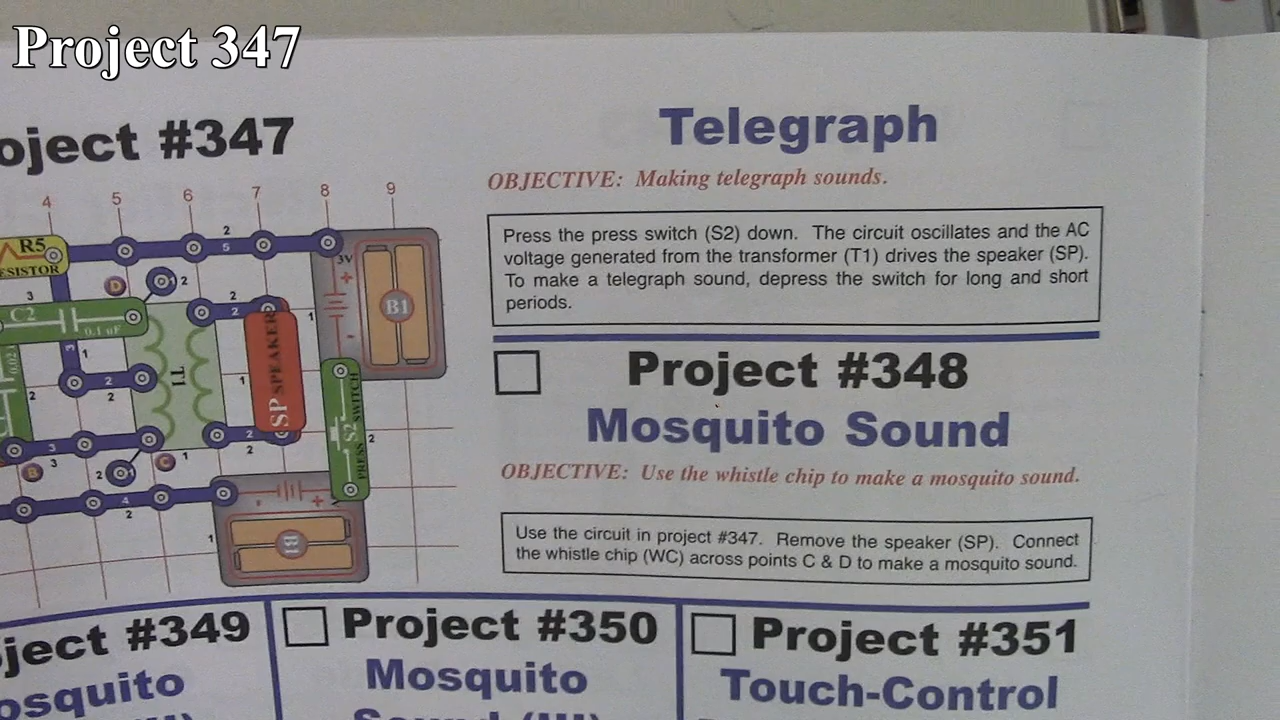 Project 347
oject #347
Telegraph
OBJECTIVE: Making telegraph sounds.
Press the press switch (S2) down. The circuit oscillates and the AC
voltage generated from the transformer (T1) drives the speaker (SP).
To make a telegraph sound, depress the switch for long and short
periods.
4 5 6 7 8 9
R5
ESISTOR
2
5
3V
D
2
3
C2
0.1 uF
2
2
1
B1
SP SPEAKER
T1
3
1
2
2
2
1
S2 PRESS SWITCH
2
3
3
B
2
C
2
2
4
2
1
B1
Project #348
Mosquito Sound
OBJECTIVE: Use the whistle chip to make a mosquito sound.
Use the circuit in project #347. Remove the speaker (SP). Connect
the whistle chip (WC) across points C & D to make a mosquito sound.
ject #349
osquito
Project #350
Mosquito
Project #351
Touch-Control